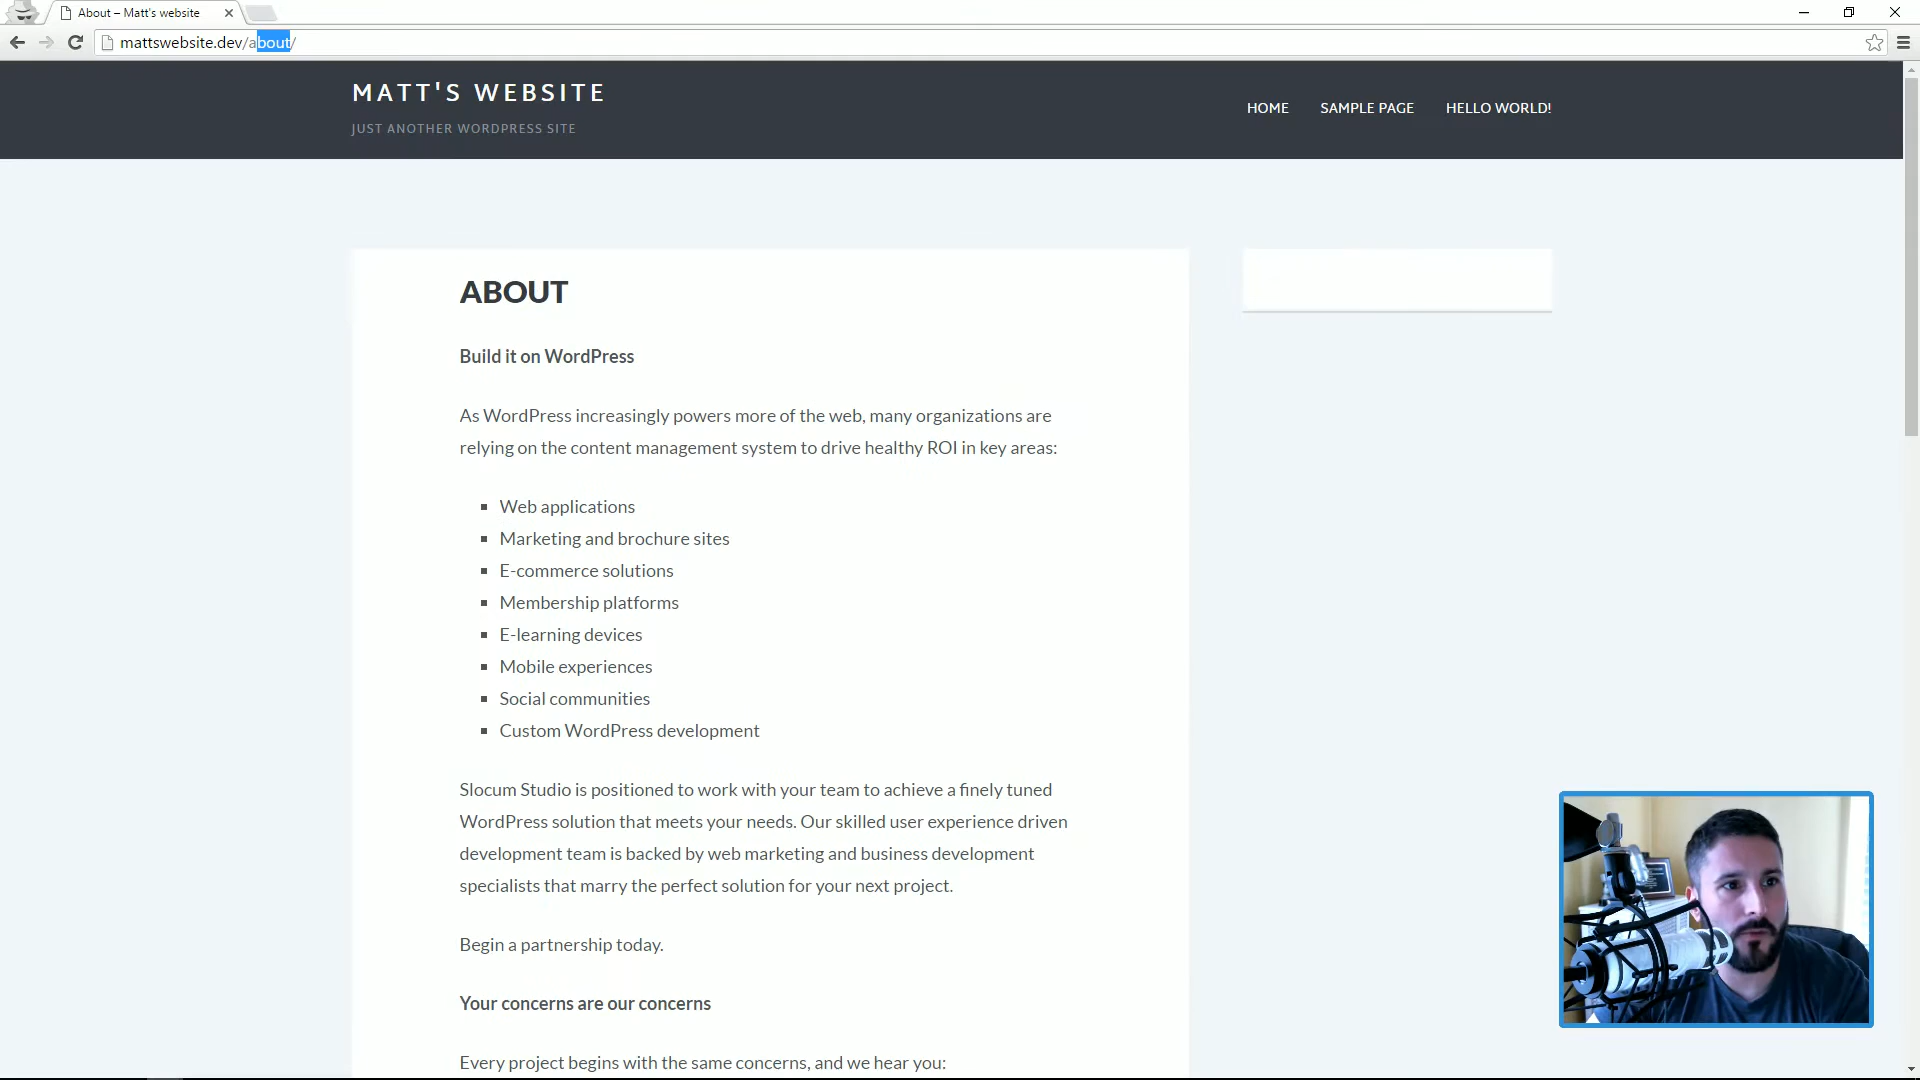 About – Matt's website
mattswebsite.dev/about/
MATT'S WEBSITE
JUST ANOTHER WORDPRESS SITE
HOME SAMPLE PAGE HELLO WORLD!
ABOUT
Build it on WordPress
As WordPress increasingly powers more of the web, many organizations are
relying on the content management system to drive healthy ROI in key areas:
Web applications
Marketing and brochure sites
E-commerce solutions
Membership platforms
E-learning devices
Mobile experiences
Social communities
Custom WordPress development
Slocum Studio is positioned to work with your team to achieve a finely tuned
WordPress solution that meets your needs. Our skilled user experience driven
development team is backed by web marketing and business development
specialists that marry the perfect solution for your next project.
Begin a partnership today.
Your concerns are our concerns
Every project begins with the same concerns, and we hear you: